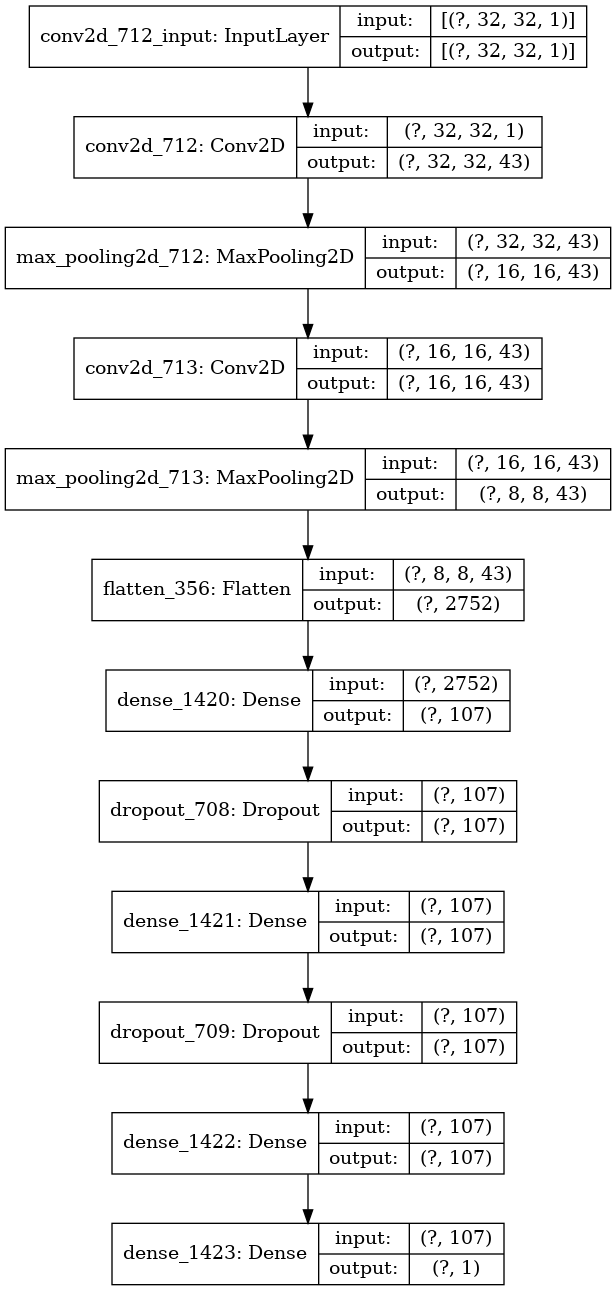 conv2d_712_input: InputLayer
input: [(?, 32, 32, 1)]
output: [(?, 32, 32, 1)]
conv2d_712: Conv2D
input: (?, 32, 32, 1)
output: (?, 32, 32, 43)
max_pooling2d_712: MaxPooling2D
input: (?, 32, 32, 43)
output: (?, 16, 16, 43)
conv2d_713: Conv2D
input: (?, 16, 16, 43)
output: (?, 16, 16, 43)
max_pooling2d_713: MaxPooling2D
input: (?, 16, 16, 43)
output: (?, 8, 8, 43)
flatten_356: Flatten
input: (?, 8, 8, 43)
output: (?, 2752)
dense_1420: Dense
input: (?, 2752)
output: (?, 107)
dropout_708: Dropout
input: (?, 107)
output: (?, 107)
dense_1421: Dense
input: (?, 107)
output: (?, 107)
dropout_709: Dropout
input: (?, 107)
output: (?, 107)
dense_1422: Dense
input: (?, 107)
output: (?, 107)
dense_1423: Dense
input: (?, 107)
output: (?, 1)